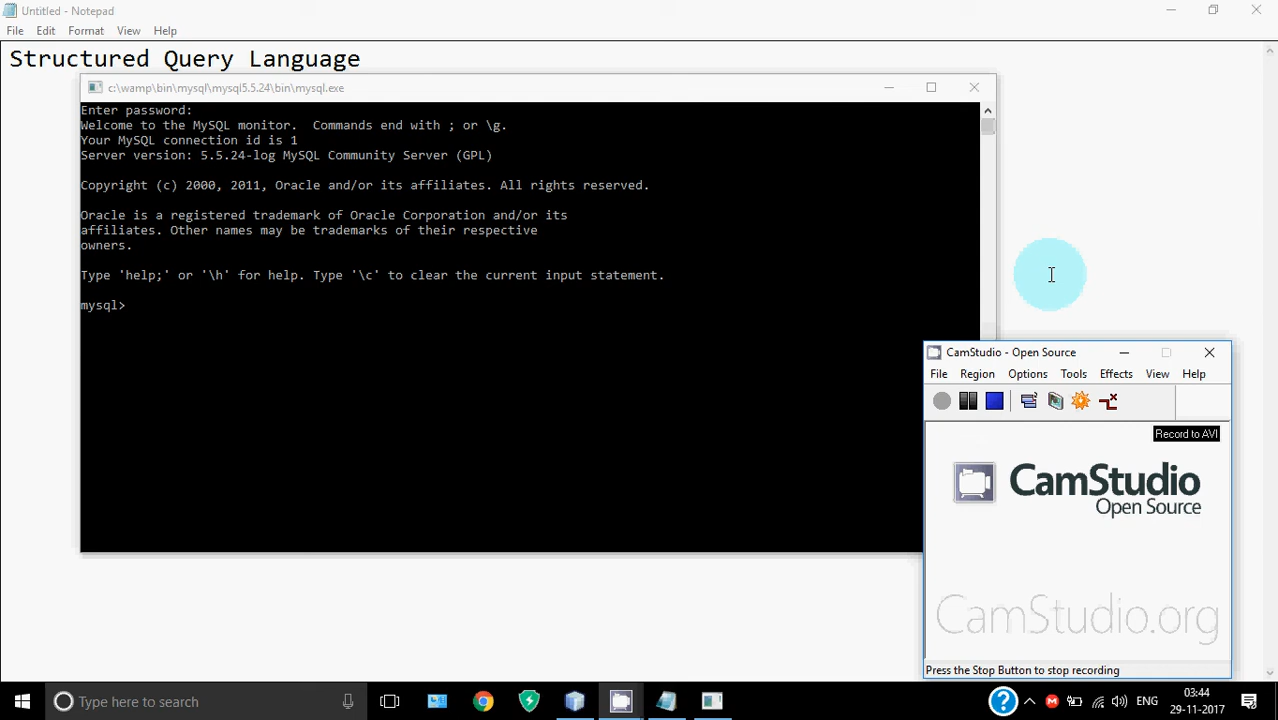 Untitled - Notepad
File Edit Format View Help
Structured Query Language
c:\wamp\bin\mysql\mysql5.5.24\bin\mysql.exe
Enter password:
Welcome to the MySQL monitor.  Commands end with ; or \g.
Your MySQL connection id is 1
Server version: 5.5.24-log MySQL Community Server (GPL)
Copyright (c) 2000, 2011, Oracle and/or its affiliates. All rights reserved.
Oracle is a registered trademark of Oracle Corporation and/or its
affiliates. Other names may be trademarks of their respective
owners.
Type 'help;' or '\h' for help. Type '\c' to clear the current input statement.
mysql>
CamStudio - Open Source
File Region Options Tools Effects View Help
Record to AVI
CamStudio
Open Source
CamStudio.org
Press the Stop Button to stop recording
Type here to search
ENG
03:44
29-11-2017